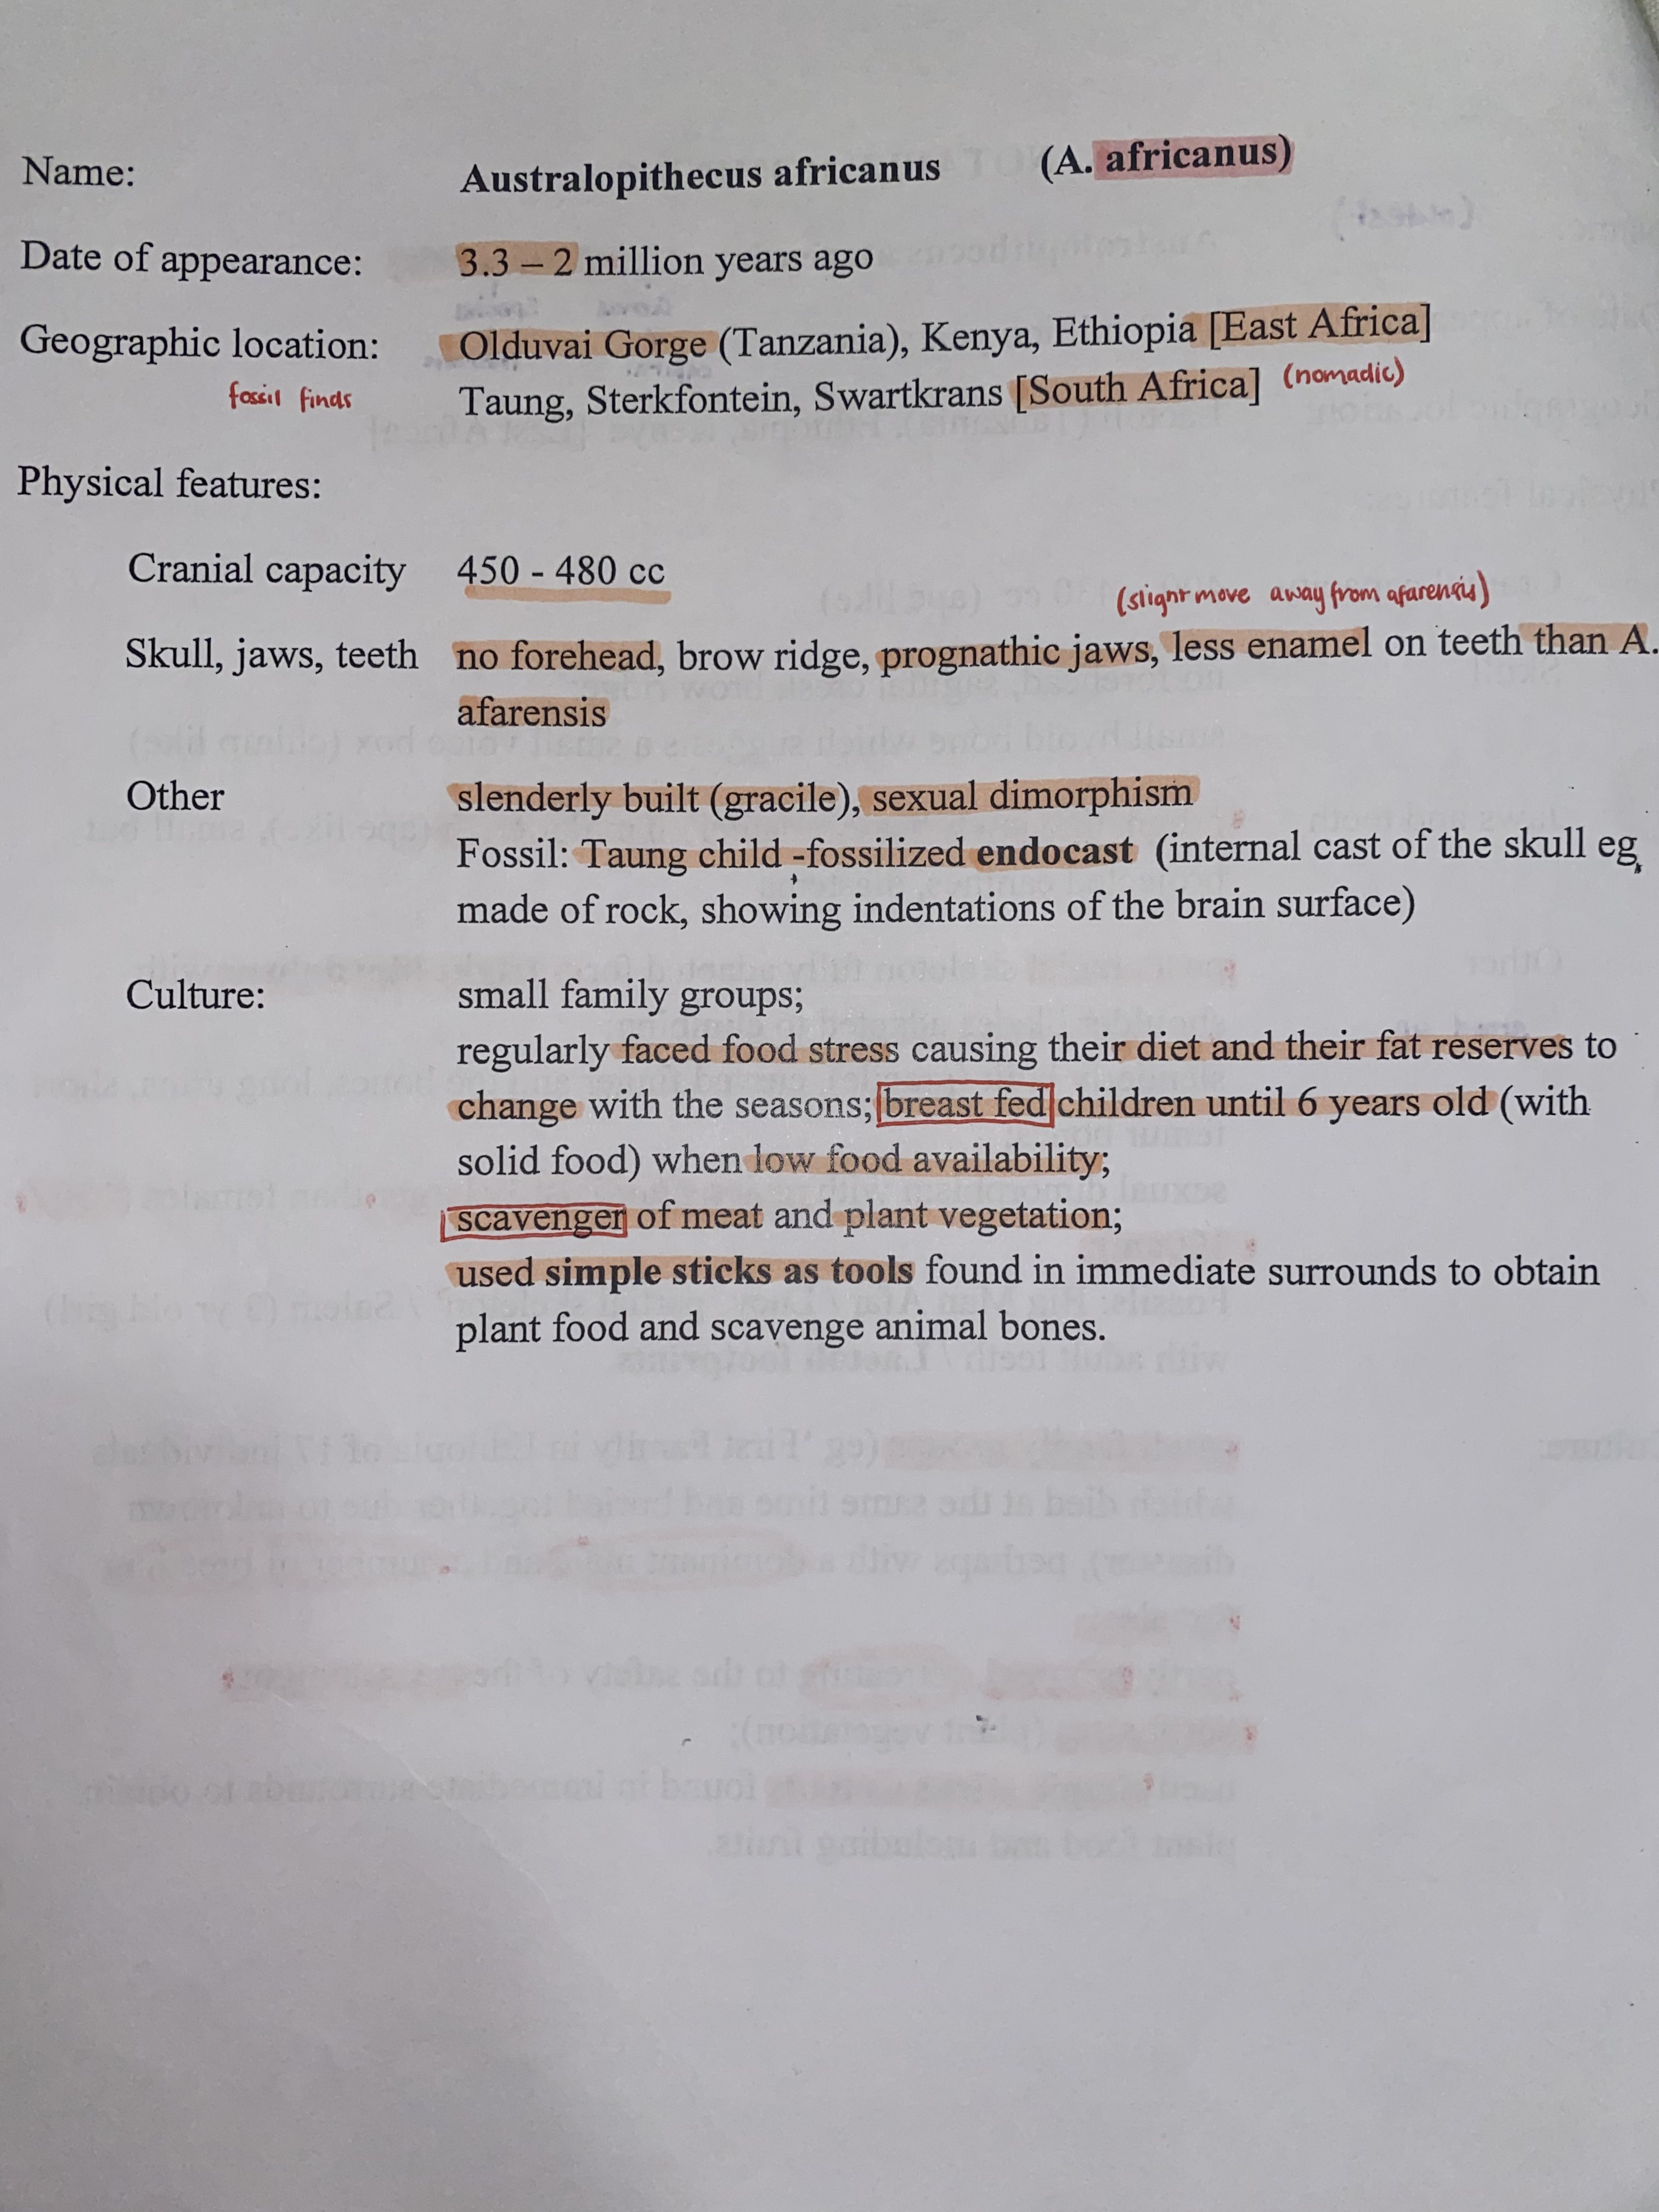 Name: Australopithecus africanus (A. africanus)
Date of appearance: 3.3 – 2 million years ago
Geographic location: Olduvai Gorge (Tanzania), Kenya, Ethiopia [East Africa]
fossil finds Taung, Sterkfontein, Swartkrans [South Africa] (nomadic)
Physical features:
Cranial capacity 450 - 480 cc
(slight move away from afarensis)
Skull, jaws, teeth no forehead, brow ridge, prognathic jaws, less enamel on teeth than A.
afarensis
Other slenderly built (gracile), sexual dimorphism
Fossil: Taung child -fossilized endocast (internal cast of the skull eg,
made of rock, showing indentations of the brain surface)
Culture: small family groups;
regularly faced food stress causing their diet and their fat reserves to
change with the seasons; breast fed children until 6 years old (with
solid food) when low food availability;
scavenger of meat and plant vegetation;
used simple sticks as tools found in immediate surrounds to obtain
plant food and scavenge animal bones.